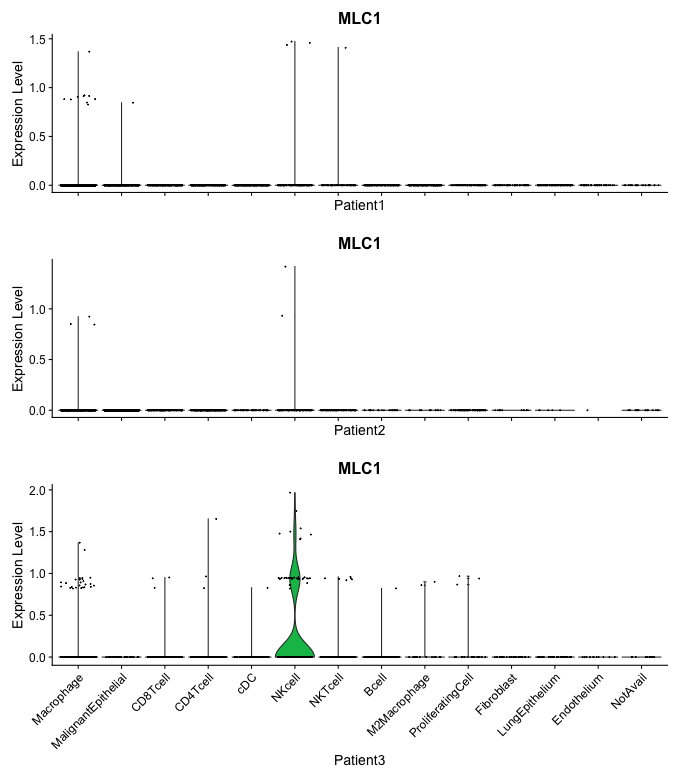 MLC1
Expression Level
1.5
1.0
0.5
0.0
Patient1
MLC1
Expression Level
1.0
0.5
0.0
Patient2
MLC1
Expression Level
2.0
1.5
1.0
0.5
0.0
Macrophage
MalignantEpithelial
CD8Tcell
CD4Tcell
cDC
NKcell
NKTcell
Bcell
M2Macrophage
ProliferatingCell
Fibroblast
LungEpithelium
Endothelium
NotAvail
Patient3